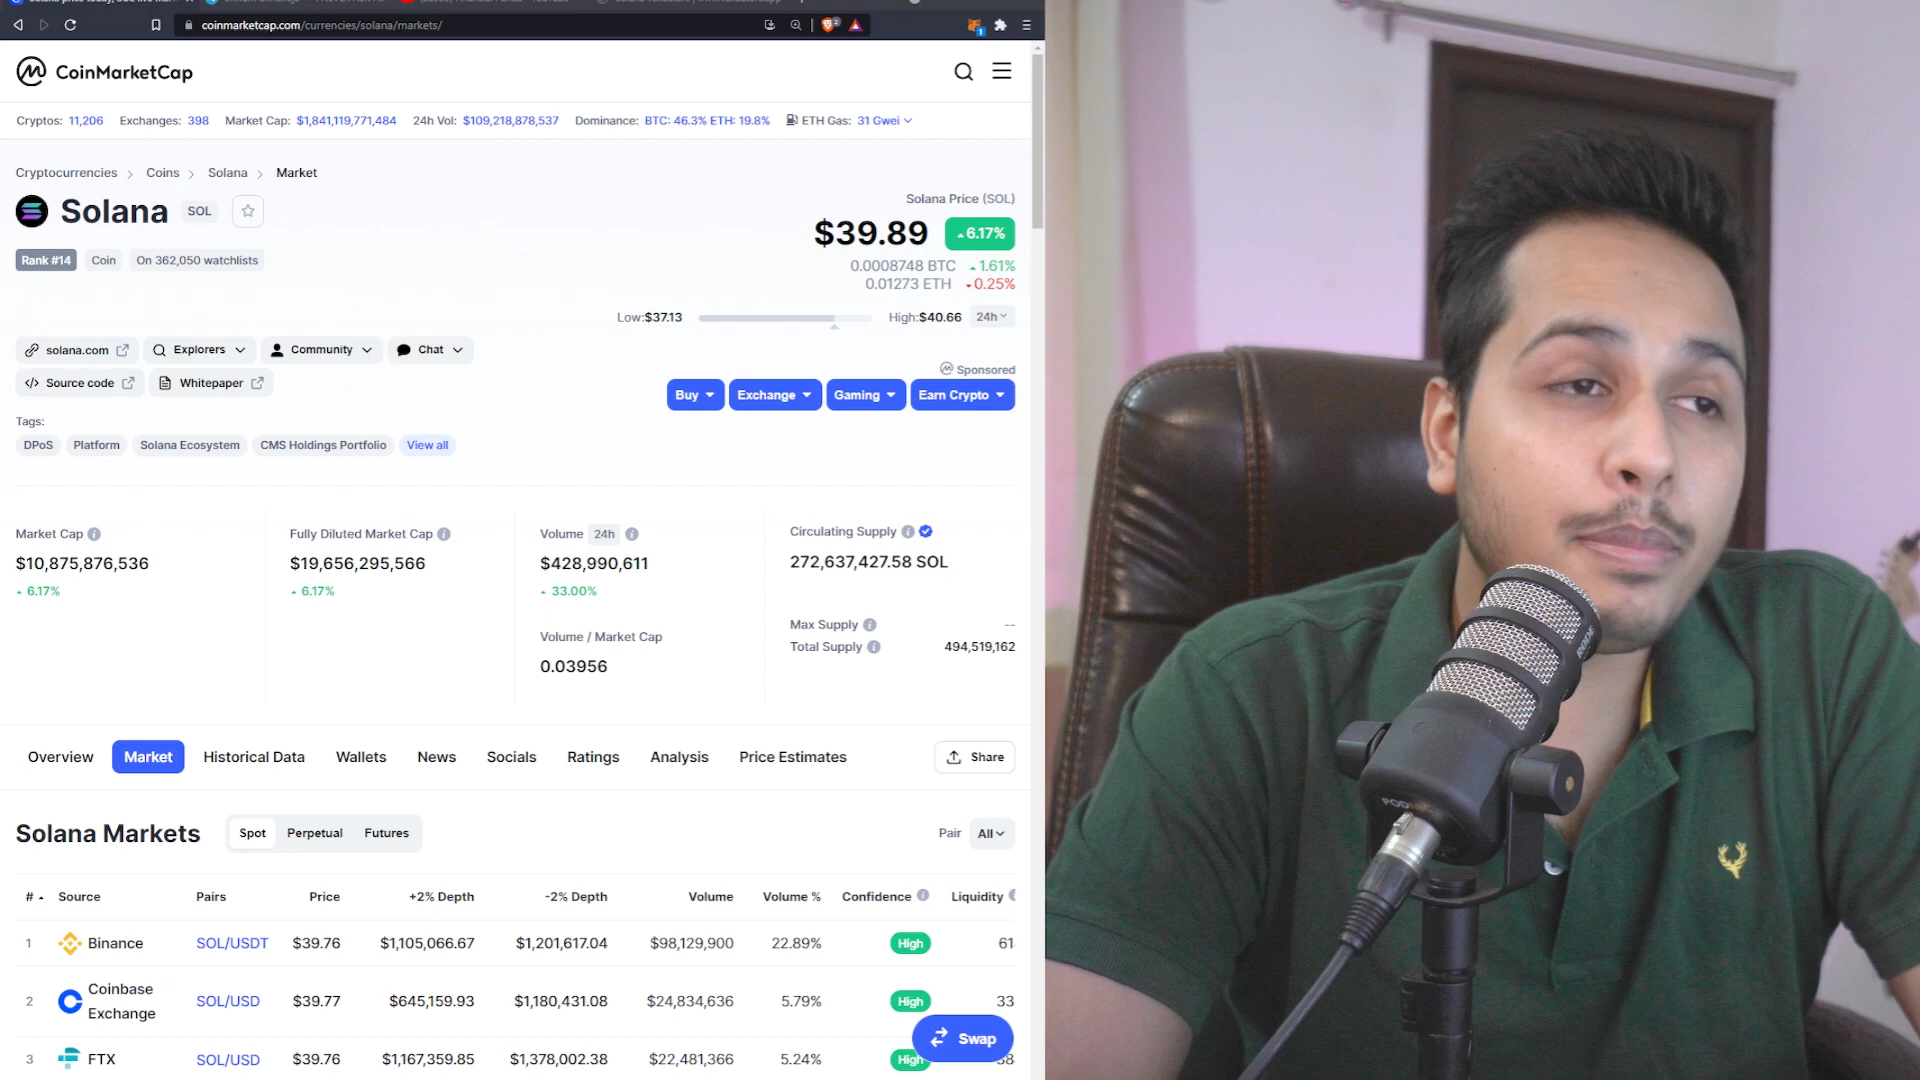 coinmarketcap.com/currencies/solana/markets/
CoinMarketCap
Cryptos: 11,206 Exchanges: 398 Market Cap: $1,841,119,771,484 24h Vol: $109,218,878,537 Dominance: BTC: 46.3% ETH: 19.8% ETH Gas: 31 Gwei
Cryptocurrencies Coins Solana Market
Solana Price (SOL)
Solana SOL
$39.89 6.17%
Rank #14 Coin On 362,050 watchlists
0.0008748 BTC 1.61%
0.01273 ETH 0.25%
Low:$37.13 High:$40.66 24h
solana.com Explorers Community Chat
Sponsored
Source code Whitepaper
Buy Exchange Gaming Earn Crypto
Tags:
DPoS Platform Solana Ecosystem CMS Holdings Portfolio View all
Market Cap
$10,875,876,536
6.17%
Fully Diluted Market Cap
$19,656,295,566
6.17%
Volume 24h
$428,990,611
33.00%
Volume / Market Cap
0.03956
Circulating Supply
272,637,427.58 SOL
Max Supply --
Total Supply 494,519,162
Overview Market Historical Data Wallets News Socials Ratings Analysis Price Estimates Share
Solana Markets Spot Perpetual Futures Pair All
# Source Pairs Price +2% Depth -2% Depth Volume Volume % Confidence Liquidity
1 Binance SOL/USDT $39.76 $1,105,066.67 $1,201,617.04 $98,129,900 22.89% High 61
2 Coinbase Exchange SOL/USD $39.77 $645,159.93 $1,180,431.08 $24,834,636 5.79% High 33
Swap
3 FTX SOL/USD $39.76 $1,167,359.85 $1,378,002.38 $22,481,366 5.24% High
RODE